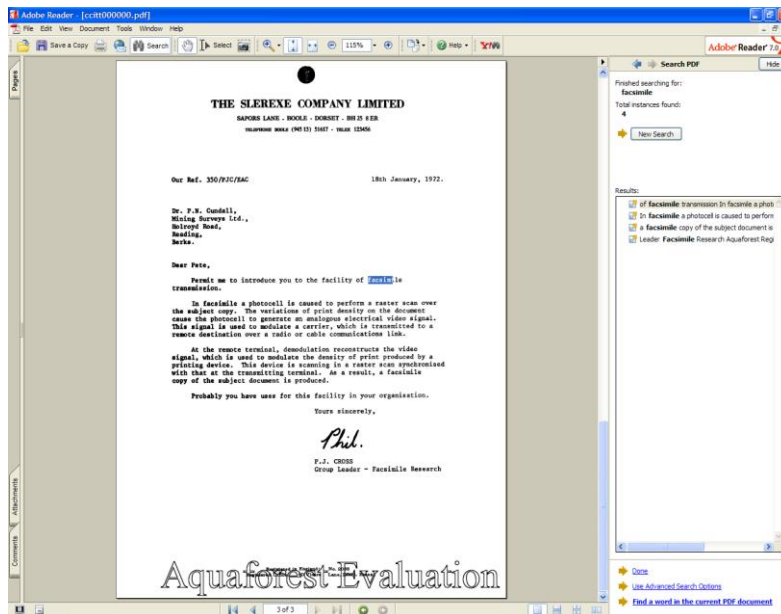 Adobe Reader - [ccitt000000.pdf]
File Edit View Document Tools Window Help
Save a Copy Search Select 115% Help Adobe Reader 7.0
Pages
Attachments
Comments
THE SLEREXE COMPANY LIMITED
SAPORS LANE - BOOLE - DORSET - BH 25 8 ER
TELEPHONE BOOLE (945 13) 51617 - TELEX 123456
Our Ref. 350/PJC/EAC 18th January, 1972.
Dr. P.N. Cundall,
Mining Surveys Ltd.,
Holroyd Road,
Reading,
Berks.
Dear Pete,
Permit me to introduce you to the facility of facsimile
transmission.
In facsimile a photocell is caused to perform a raster scan over
the subject copy. The variations of print density on the document
cause the photocell to generate an analogous electrical video signal.
This signal is used to modulate a carrier, which is transmitted to a
remote destination over a radio or cable communications link.
At the remote terminal, demodulation reconstructs the video
signal, which is used to modulate the density of print produced by a
printing device. This device is scanning in a raster scan synchronised
with that at the transmitting terminal. As a result, a facsimile
copy of the subject document is produced.
Probably you have uses for this facility in your organisation.
Yours sincerely,
Phil.
P.J. CROSS
Group Leader - Facsimile Research
Aquaforest Evaluation
3 of 3
Search PDF Hide
Finished searching for:
facsimile
Total instances found:
4
New Search
Results:
of facsimile transmission In facsimile a phot
In facsimile a photocell is caused to perform
a facsimile copy of the subject document is
Leader Facsimile Research Aquaforest Regi
Done
Use Advanced Search Options
Find a word in the current PDF document